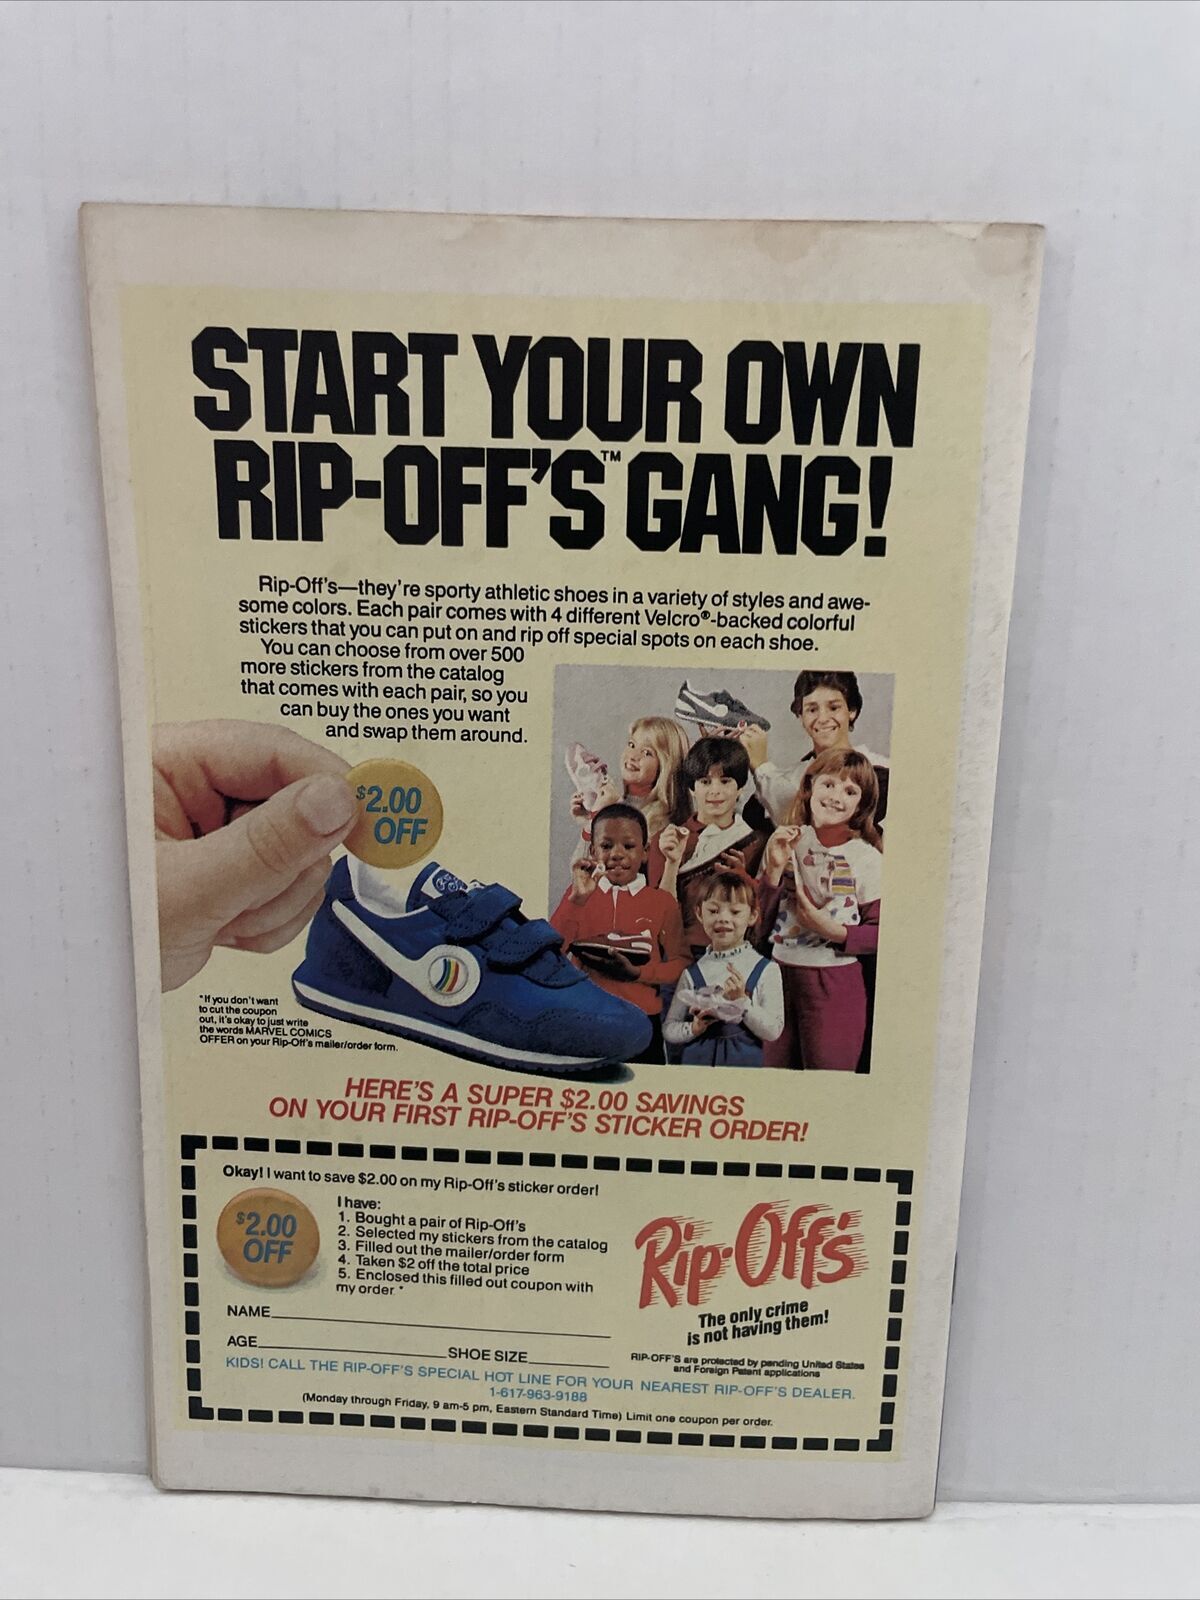 START YOUR OWN
RIP-OFF'S™ GANG!
Rip-Off's—they're sporty athletic shoes in a variety of styles and awe-
some colors. Each pair comes with 4 different Velcro®-backed colorful
stickers that you can put on and rip off special spots on each shoe.
You can choose from over 500
more stickers from the catalog
that comes with each pair, so you
can buy the ones you want
and swap them around.
$2.00
OFF
*If you don't want
to cut the coupon
out, it's okay to just write
the words MARVEL COMICS
OFFER on your Rip-Off's mailer/order form.
HERE'S A SUPER $2.00 SAVINGS
ON YOUR FIRST RIP-OFF'S STICKER ORDER!
Okay! I want to save $2.00 on my Rip-Off's sticker order!
$2.00
OFF
I have:
1. Bought a pair of Rip-Off's
2. Selected my stickers from the catalog
3. Filled out the mailer/order form
4. Taken $2 off the total price
5. Enclosed this filled out coupon with
my order.*
NAME
AGE SHOE SIZE
Rip-Off's
The only crime
is not having them!
RIP-OFF'S are protected by pending United States
and Foreign Patent applications
KIDS! CALL THE RIP-OFF'S SPECIAL HOT LINE FOR YOUR NEAREST RIP-OFF'S DEALER.
1-617-963-9188
(Monday through Friday, 9 am-5 pm, Eastern Standard Time) Limit one coupon per order.